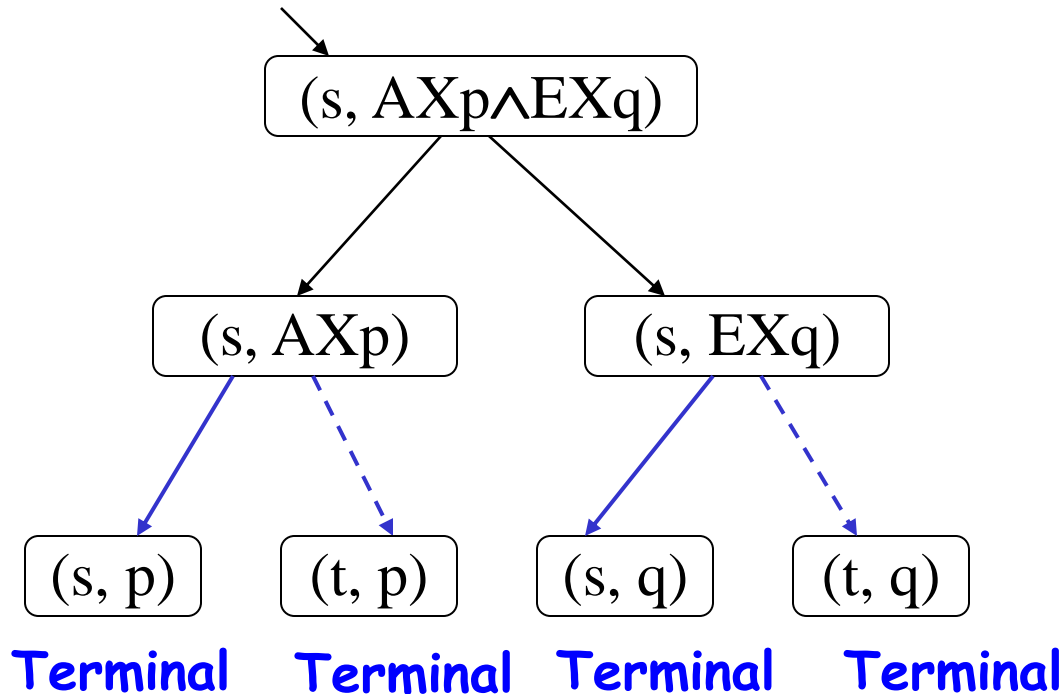 (s, AXp∧EXq)
(s, AXp) (s, EXq)
(s, p) (t, p) (s, q) (t, q)
Terminal Terminal Terminal Terminal